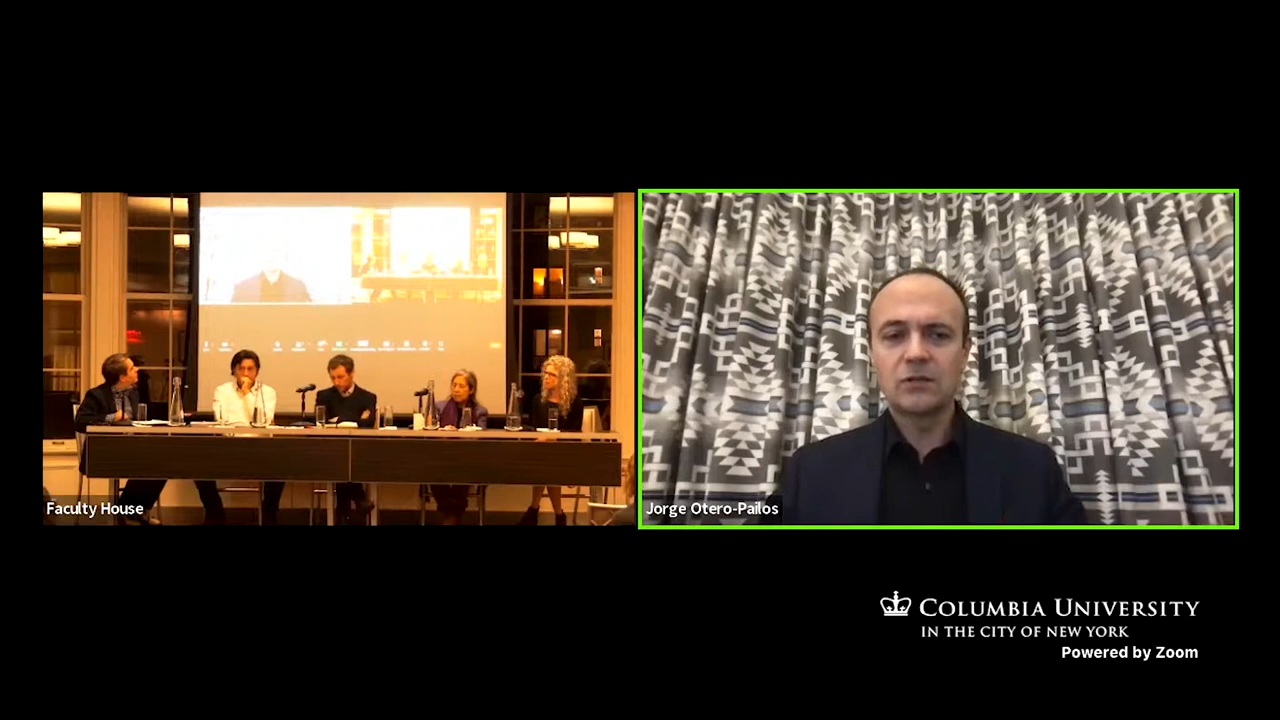 Faculty House
Jorge Otero-Pailos
COLUMBIA UNIVERSITY
IN THE CITY OF NEW YORK
Powered by Zoom